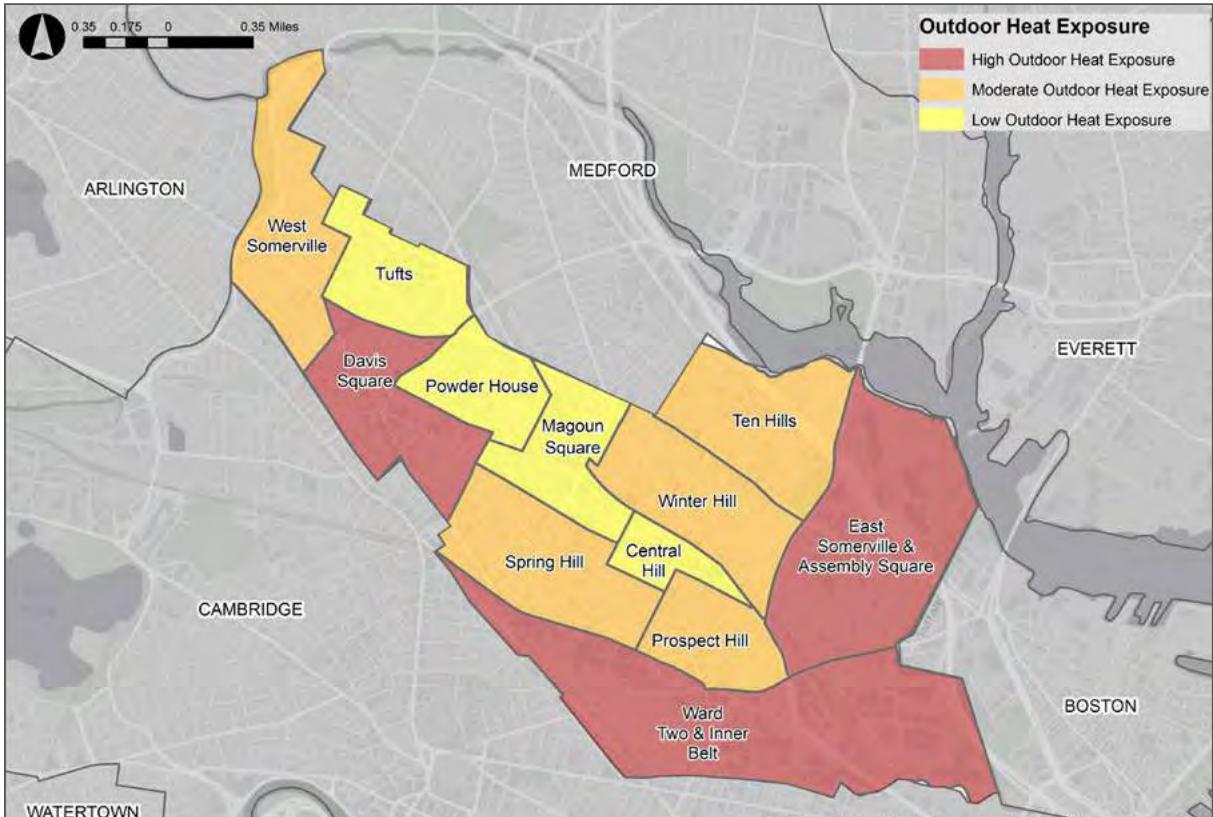 0.35 0.175 0 0.35 Miles
Outdoor Heat Exposure
High Outdoor Heat Exposure
Moderate Outdoor Heat Exposure
Low Outdoor Heat Exposure
MEDFORD
ARLINGTON
West
Somerville
Tufts
EVERETT
Davis
Square
Powder House
Magoun
Square
Ten Hills
Winter Hill
East
Somerville &
Assembly Square
Spring Hill
Central
Hill
CAMBRIDGE
Prospect Hill
Ward
Two & Inner
Belt
BOSTON
WATERTOWN